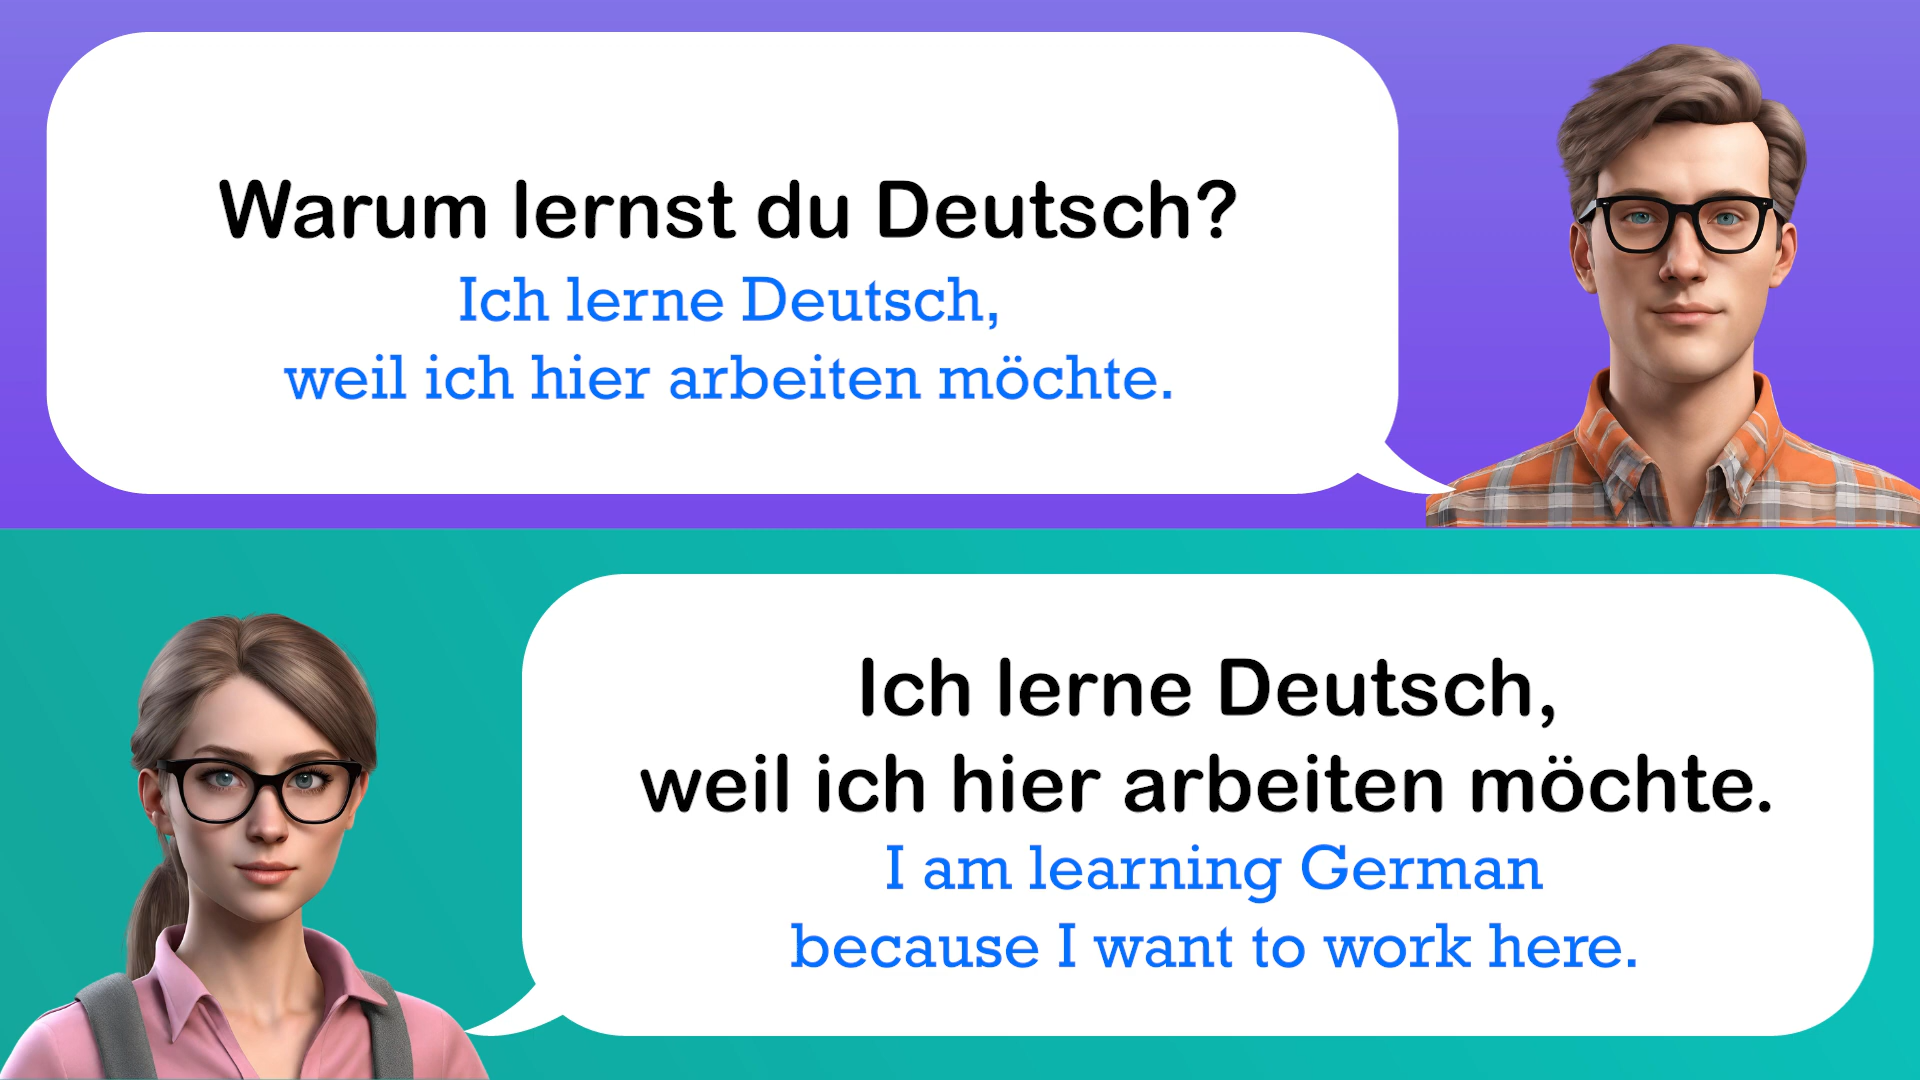 Warum lernst du Deutsch?
Ich lerne Deutsch,
weil ich hier arbeiten möchte.
Ich lerne Deutsch,
weil ich hier arbeiten möchte.
I am learning German
because I want to work here.